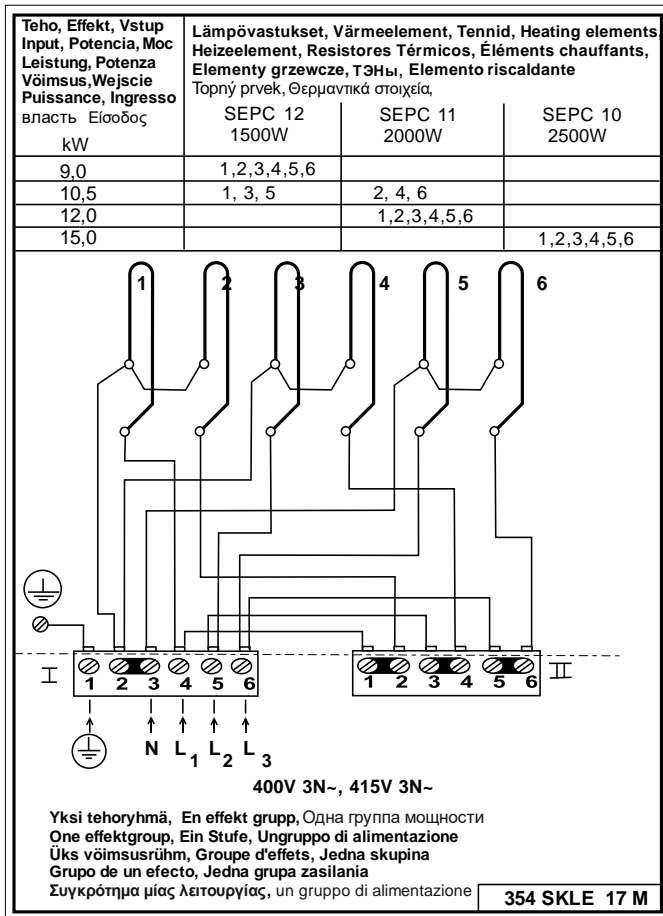 Teho, Effekt, Vstup
Input, Potencia, Moc
Leistung, Potenza
Vöimsus,Wejscie
Puissance, Ingresso
власть Είσοδος
kW
Lämpövastukset, Värmeelement, Tennid, Heating elements,
Heizeelement, Resistores Térmicos, Éléments chauffants,
Elementy grzewcze, ТЭНы, Elemento riscaldante
Topný prvek, Θερμαντικά στοιχεία,
SEPC 12 SEPC 11 SEPC 10
1500W 2000W 2500W
9,0 1,2,3,4,5,6
10,5 1, 3, 5 2, 4, 6
12,0 1,2,3,4,5,6
15,0 1,2,3,4,5,6
1 2 3 4 5 6
I 1 2 3 4 5 6 1 2 3 4 5 6 II
N L1 L2 L3
400V 3N~, 415V 3N~
Yksi tehoryhmä, En effekt grupp, Одна группа мощности
One effektgroup, Ein Stufe, Ungruppo di alimentazione
Üks vöimsusrühm, Groupe d'effets, Jedna skupina
Grupo de un efecto, Jedna grupa zasilania
Συγκρότημα μίας λειτουργίας, un gruppo di alimentazione
354 SKLE 17 M